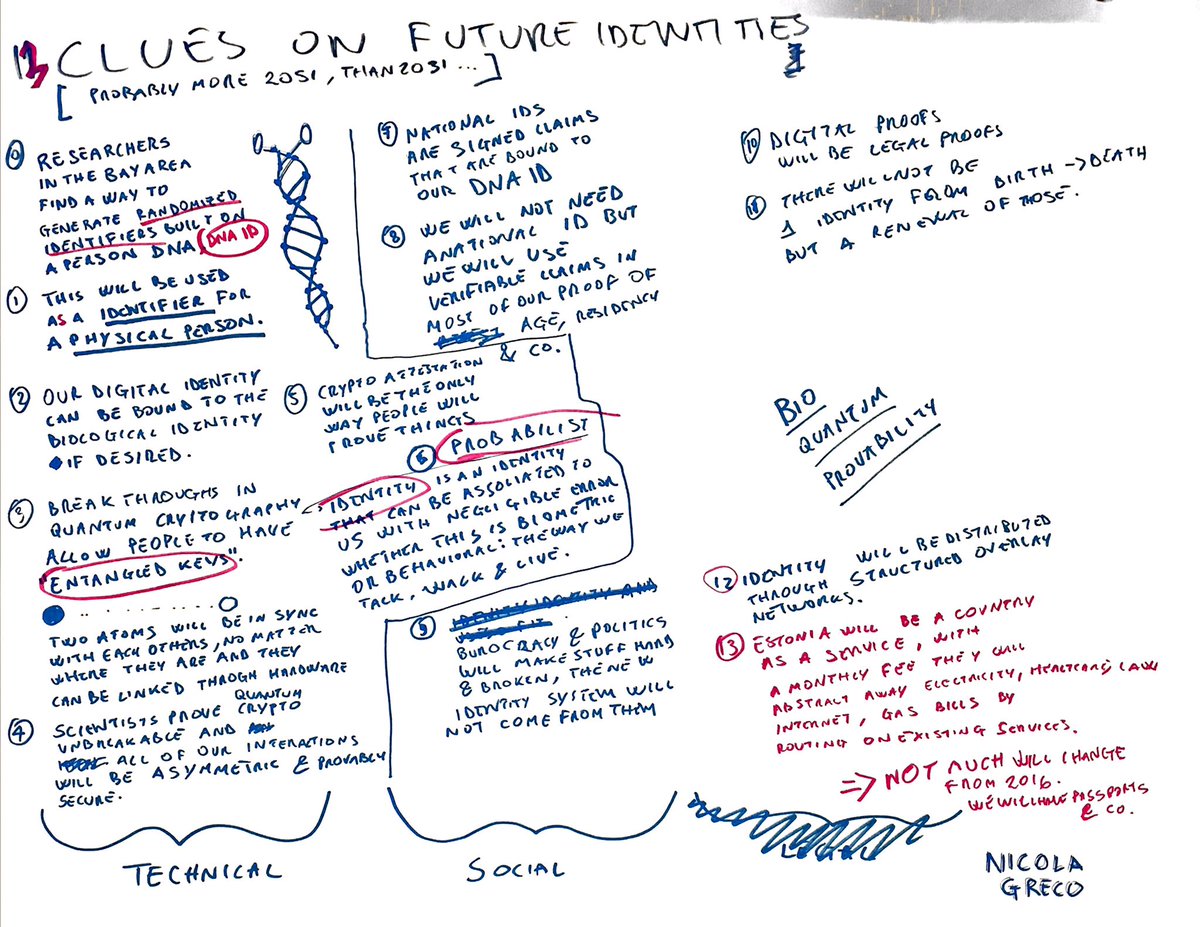 13 CLUES ON FUTURE IDENTITIES
[ PROBABLY MORE 2051, THAN 2031 ... ]
0 RESEARCHERS
IN THE BAY AREA
FIND A WAY TO
GENERATE RANDOMIZED
IDENTIFIERS BUILT ON
A PERSON DNA, DNA ID
1 THIS WILL BE USED
AS A IDENTIFIER FOR
A PHYSICAL PERSON.
2 OUR DIGITAL IDENTITY
CAN BE BOUND TO THE
BIOLOGICAL IDENTITY
IF DESIRED.
3 BREAK THROUGHS IN
QUANTUM CRYPTOGRAPHY
ALLOW PEOPLE TO HAVE
"ENTANGLED KEYS".
TWO ATOMS WILL BE IN SYNC
WITH EACH OTHERS, NO MATTER
WHERE THEY ARE AND THEY
CAN BE LINKED THROUGH HARDWARE
4 SCIENTISTS PROVE QUANTUM CRYPTO
UNBREAKABLE AND
ALL OF OUR INTERACTIONS
WILL BE ASYMMETRIC & PROVABLY
SECURE.
TECHNICAL
9 NATIONAL IDS
ARE SIGNED CLAIMS
THAT ARE BOUND TO
OUR DNA ID
8 WE WILL NOT NEED
A NATIONAL ID BUT
WE WILL USE
VERIFIABLE CLAIMS IN
MOST OF OUR PROOF OF
AGE, RESIDENCY
& CO.
5 CRYPTO ATTESTATION
WILL BE THE ONLY
WAY PEOPLE WILL
PROVE THINGS
6 PROBABILIST
IDENTITY IS AN IDENTITY
THAT CAN BE ASSOCIATED TO
US WITH NEGLIGIBLE ERROR
WHETHER THIS IS BIOMETRIC
OR BEHAVIORAL: THE WAY WE
TALK, WALK & LIVE.
9 BUROCRACY & POLITICS
WILL MAKE STUFF HARD
& BROKEN, THE NEW
IDENTITY SYSTEM WILL
NOT COME FROM THEM
SOCIAL
10 DIGITAL PROOFS
WILL BE LEGAL PROOFS
11 THERE WILL NOT BE
1 IDENTITY FROM BIRTH -> DEATH
BUT A RENEWAL OF THOSE.
BIO
QUANTUM
PROVABILITY
12 IDENTITY WILL BE DISTRIBUTED
THROUGH STRUCTURED OVERLAY
NETWORKS.
13 ESTONIA WILL BE A COUNTRY
AS A SERVICE, WITH
A MONTHLY FEE THEY WILL
ABSTRACT AWAY ELECTRICITY, HEALTCARE, LAW
INTERNET, GAS BILLS BY
ROUTING ON EXISTING SERVICES.
=> NOT MUCH WILL CHANGE
FROM 2016.
WE WILL HAVE PASSPORTS
& CO.
NICOLA
GRECO